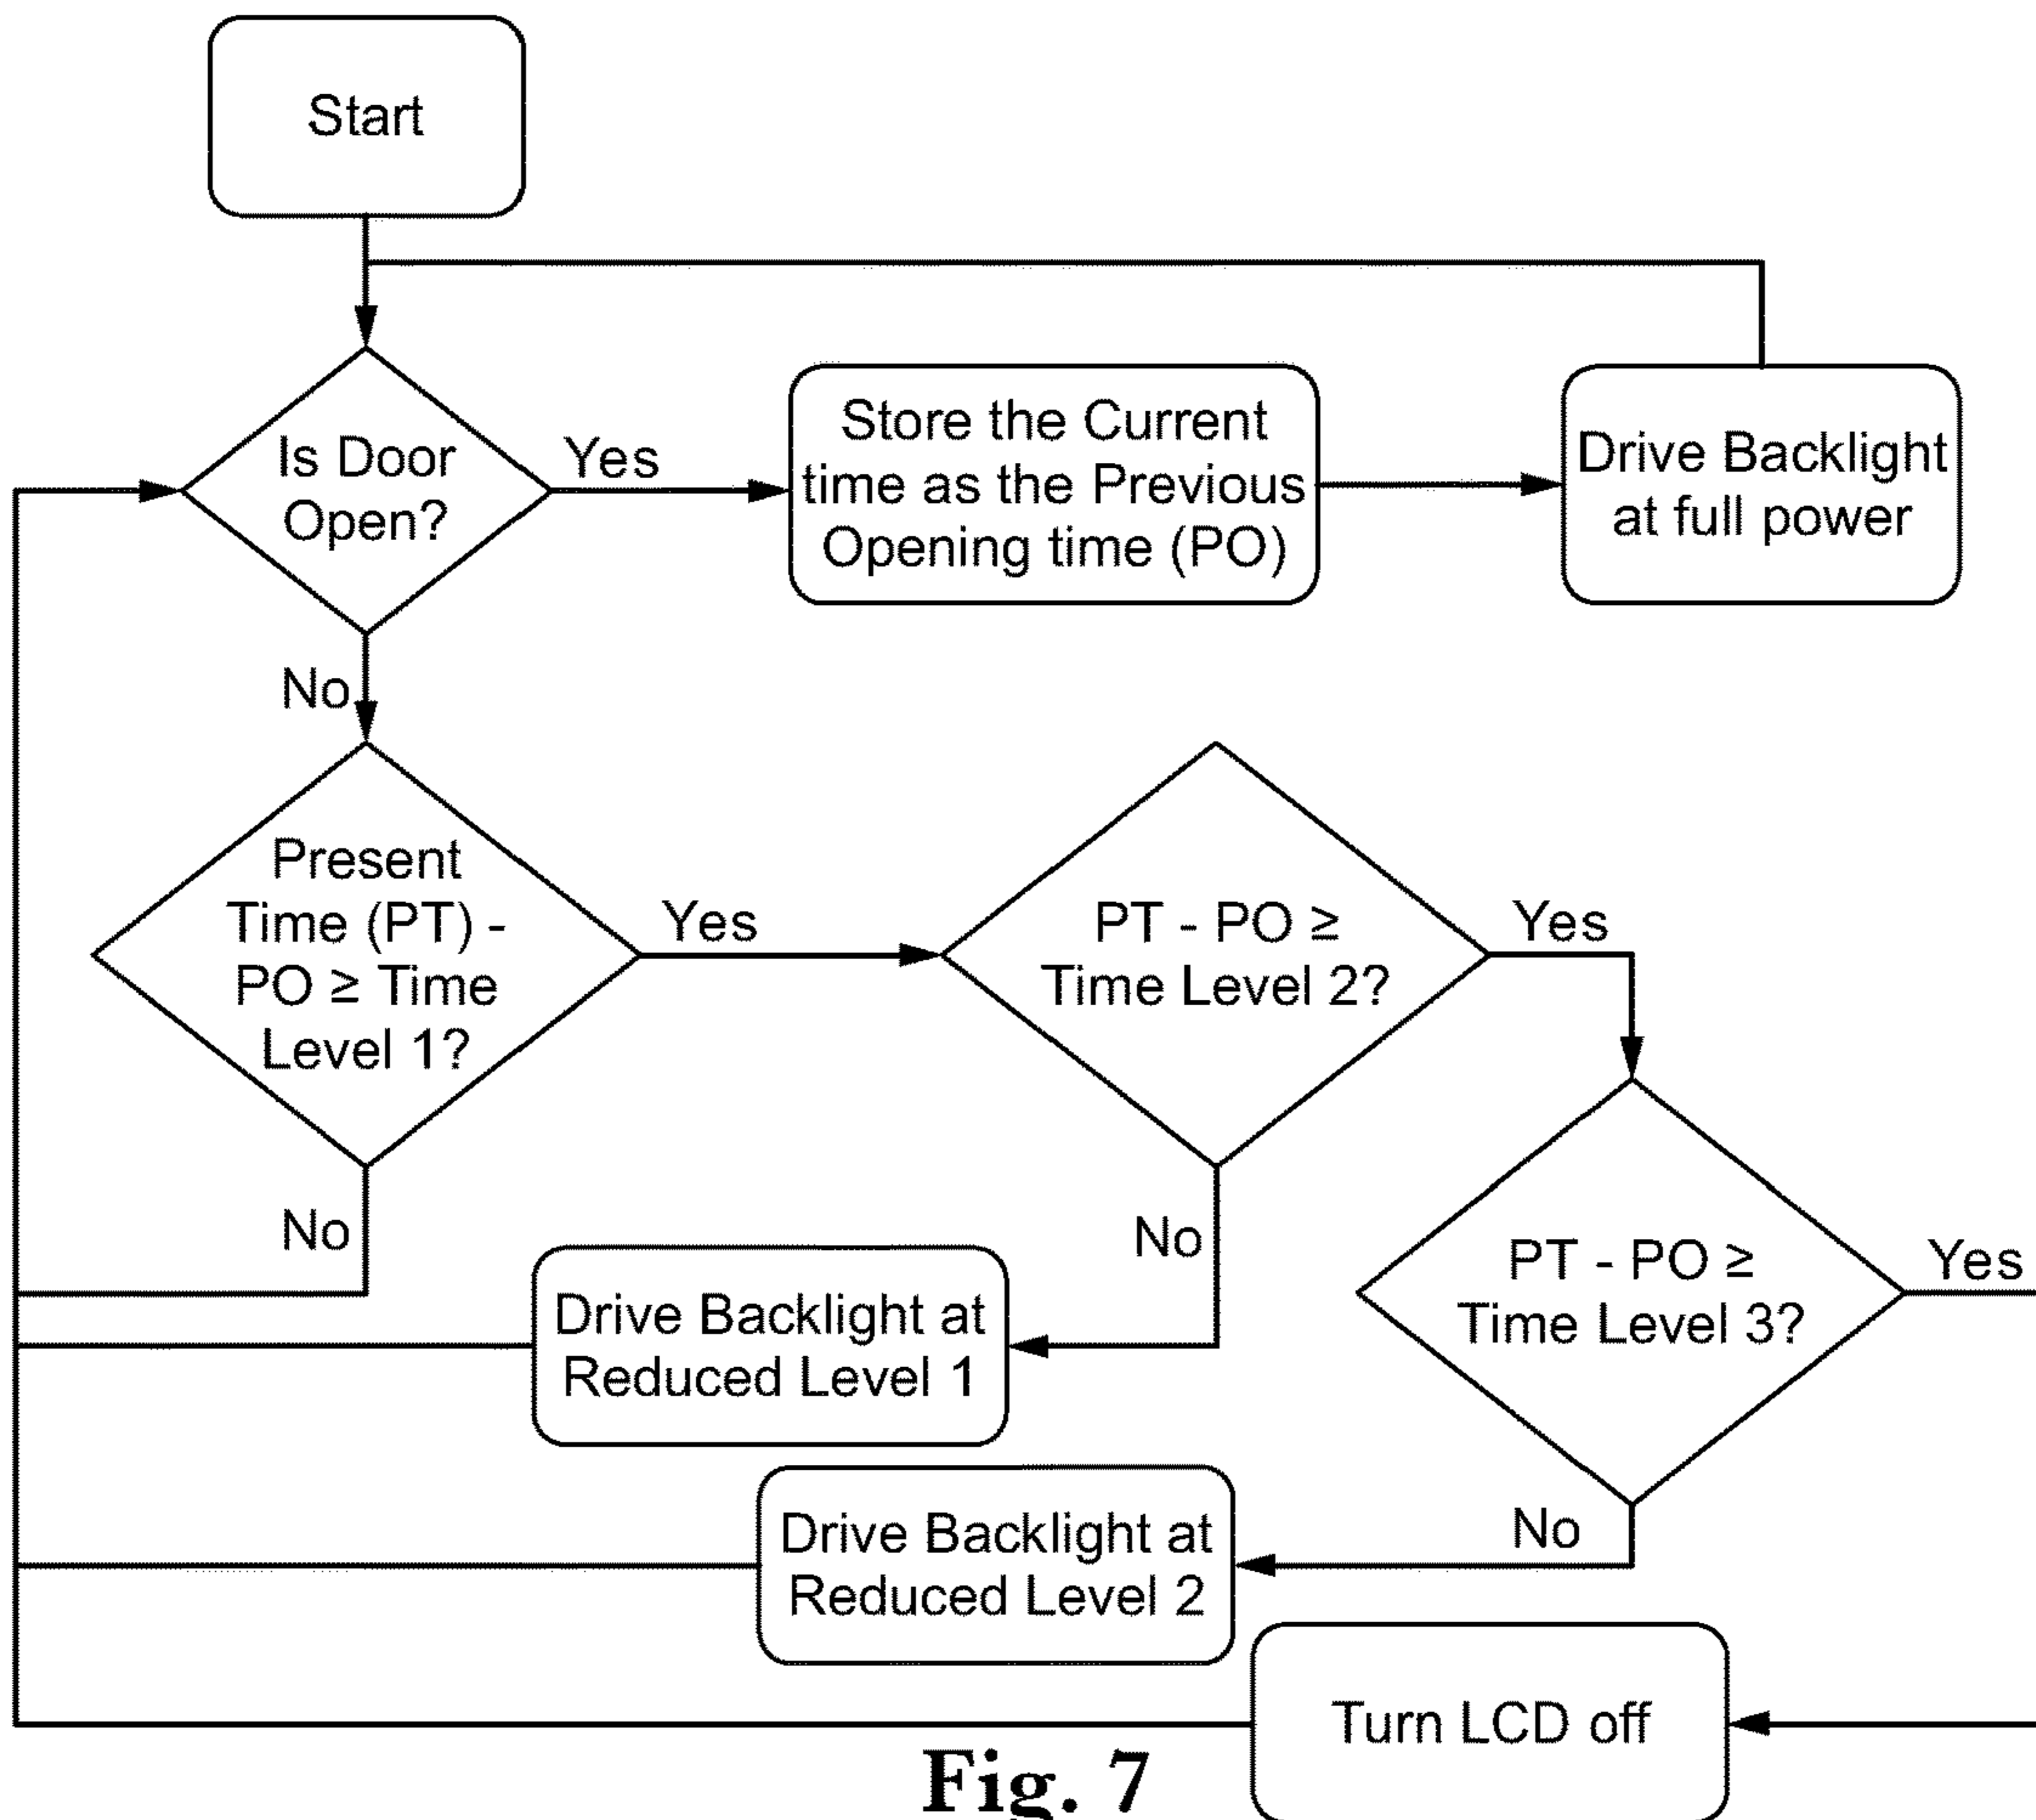 Start
Is Door
Open?
Yes
Store the Current
time as the Previous
Opening time (PO)
Drive Backlight
at full power
No
Present
Time (PT) -
PO ≥ Time
Level 1?
Yes
PT - PO ≥
Time Level 2?
Yes
No
No
PT - PO ≥
Time Level 3?
Yes
Drive Backlight at
Reduced Level 1
No
Drive Backlight at
Reduced Level 2
Turn LCD off
Fig. 7